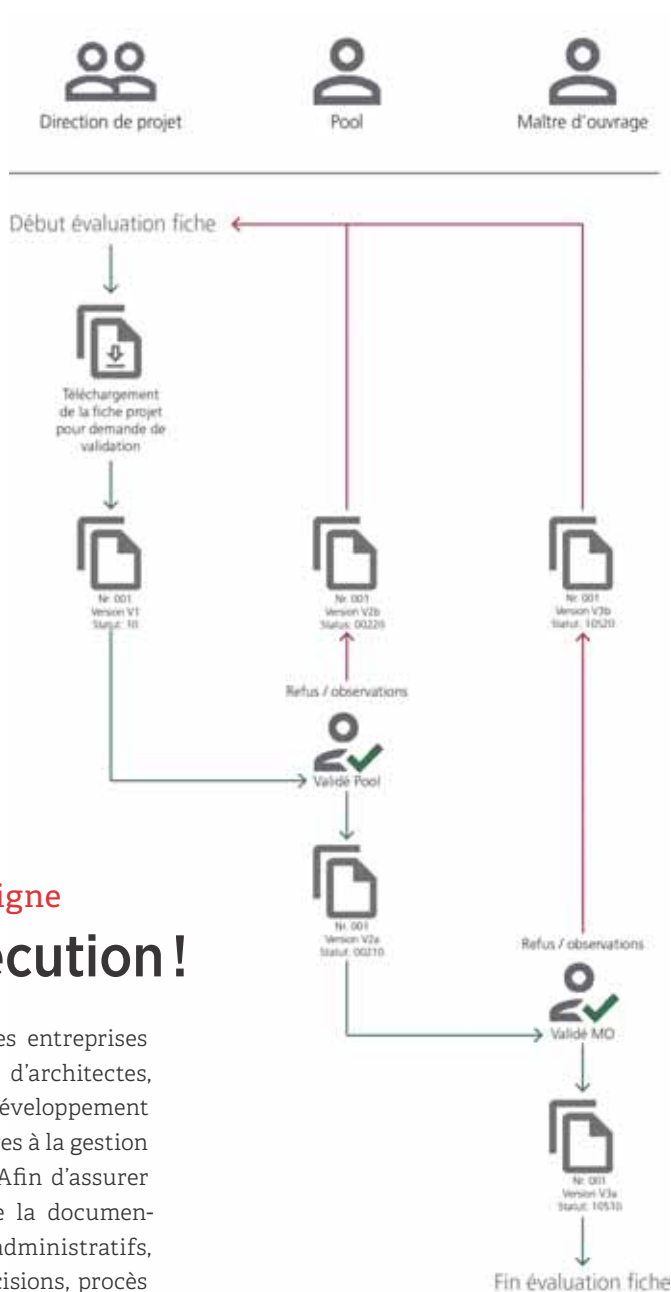 Direction de projet
Pool
Maître d'ouvrage
Début évaluation fiche
Téléchargement
de la fiche projet
pour demande de
validation
Nr. 001
Version V1
Statut: 10
Nr. 001
Version V2b
Statut: 00220
Nr. 001
Version V3b
Statut: 10520
Refus / observations
Validé Pool
Nr. 001
Version V2a
Statut: 00210
Refus / observations
Validé MO
Nr. 001
Version V3a
Statut: 10510
Fin évaluation fiche
igne
écution !
es entreprises
d'architectes,
éveloppement
es à la gestion
Afin d'assurer
e la documen-
administratifs,
cisions, procès